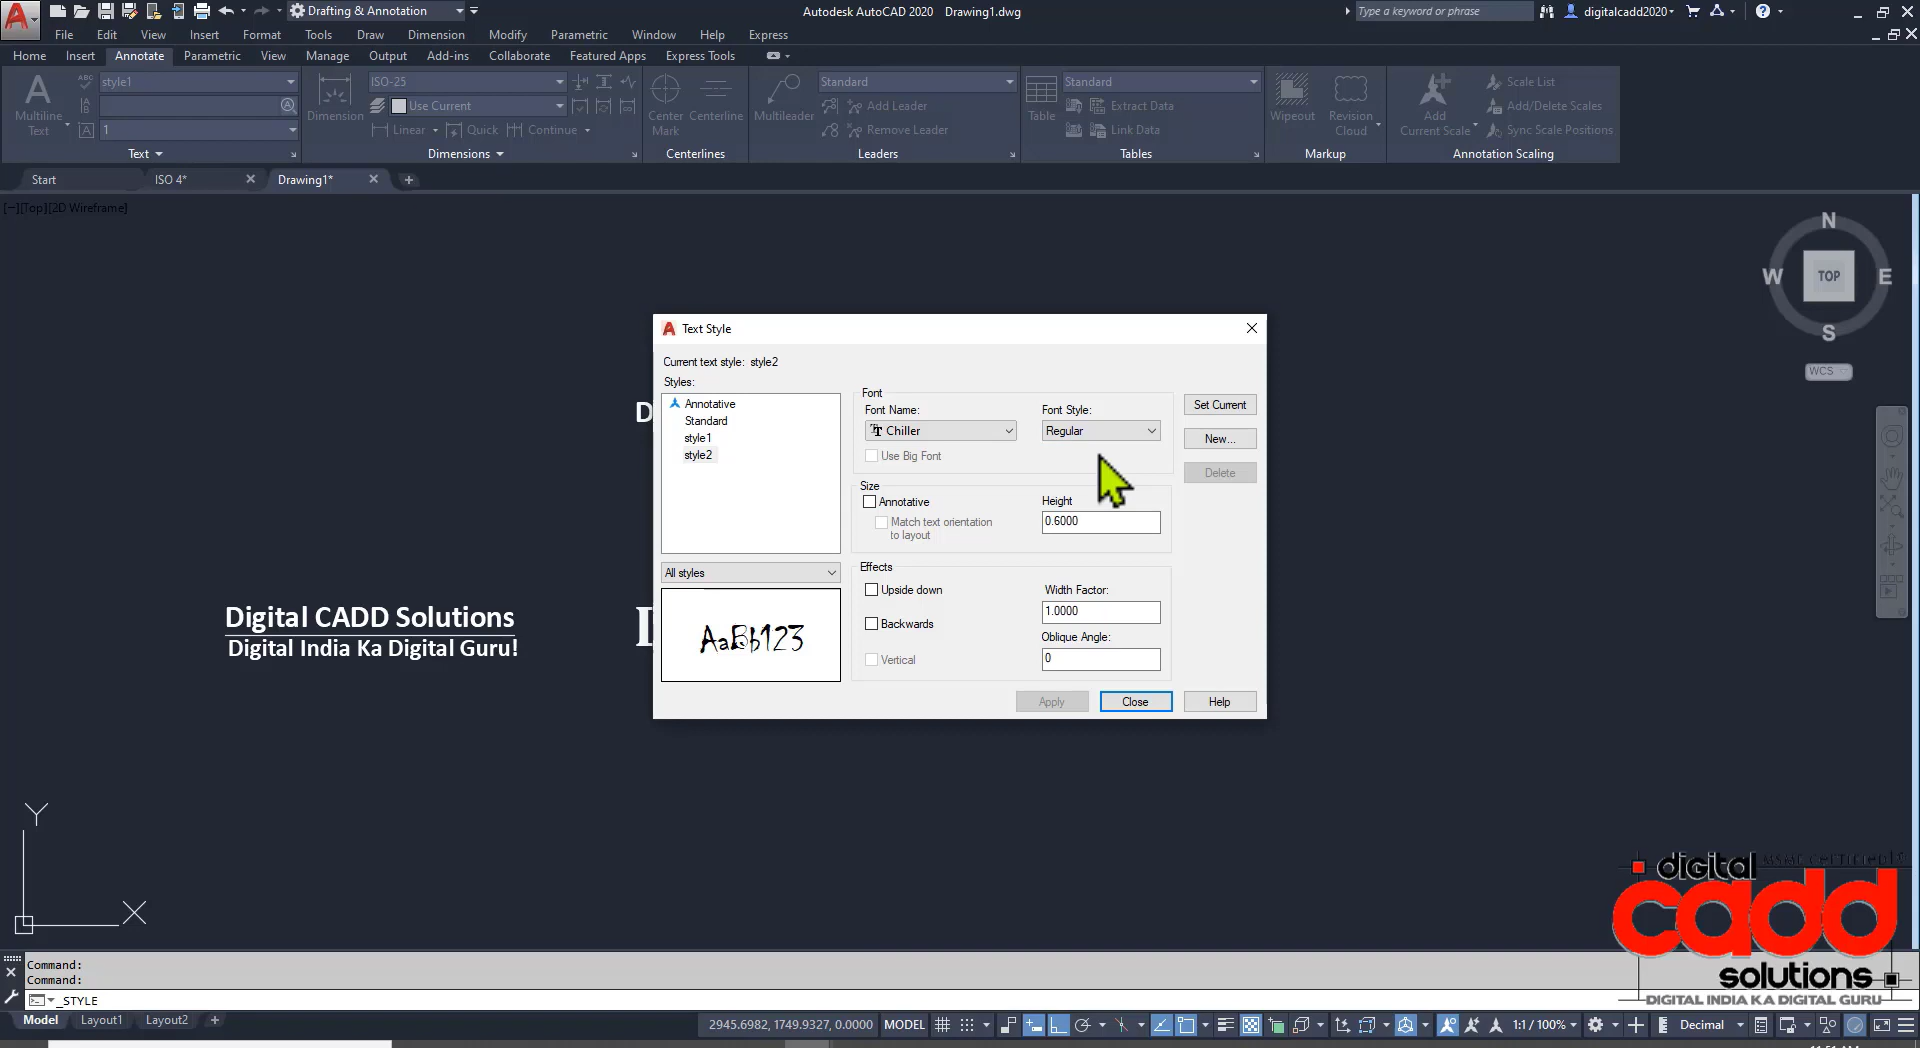 Drafting & Annotation
Autodesk AutoCAD 2020 Drawing1.dwg
Type a keyword or phrase
digitalcadd2020
File Edit View Insert Format Tools Draw Dimension Modify Parametric Window Help Express
Home Insert Annotate Parametric View Manage Output Add-ins Collaborate Featured Apps Express Tools
A Multiline Text
ABC style1
1
Text
Dimension
ISO-25
Use Current
Linear Quick Continue
Dimensions
Center Mark
Centerline
Centerlines
Multileader
Standard
Add Leader
Remove Leader
Leaders
Table
Standard
Extract Data
Link Data
Tables
Wipeout
Revision Cloud
Markup
Add Current Scale
Scale List
Add/Delete Scales
Sync Scale Positions
Annotation Scaling
Start ISO 4* Drawing1*
[−][Top][2D Wireframe]
N
W TOP E
S
WCS
Text Style
Current text style: style2
Styles:
Annotative
Standard
style1
style2
All styles
AaBb123
Font
Font Name: Font Style:
Chiller Regular
Use Big Font
Size
Annotative
Match text orientation
to layout
Height
0.6000
Effects
Upside down
Backwards
Vertical
Width Factor:
1.0000
Oblique Angle:
0
Set Current
New...
Delete
Apply Close Help
D
Digital CADD Solutions
Digital India Ka Digital Guru!
Y
X
digital
cadd
solutions
DIGITAL INDIA KA DIGITAL GURU
Command:
Command:
_STYLE
Model Layout1 Layout2 +
2945.6982, 1749.9327, 0.0000 MODEL
1:1 / 100%
Decimal